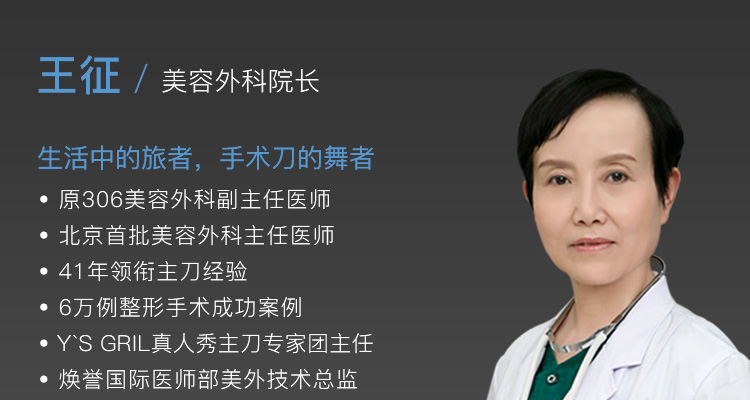 王征 / 美容外科院长
生活中的旅者，手术刀的舞者
• 原306美容外科副主任医师
• 北京首批美容外科主任医师
• 41年领衔主刀经验
• 6万例整形手术成功案例
• Y`S GRIL真人秀主刀专家团主任
• 焕誉国际医师部美外技术总监